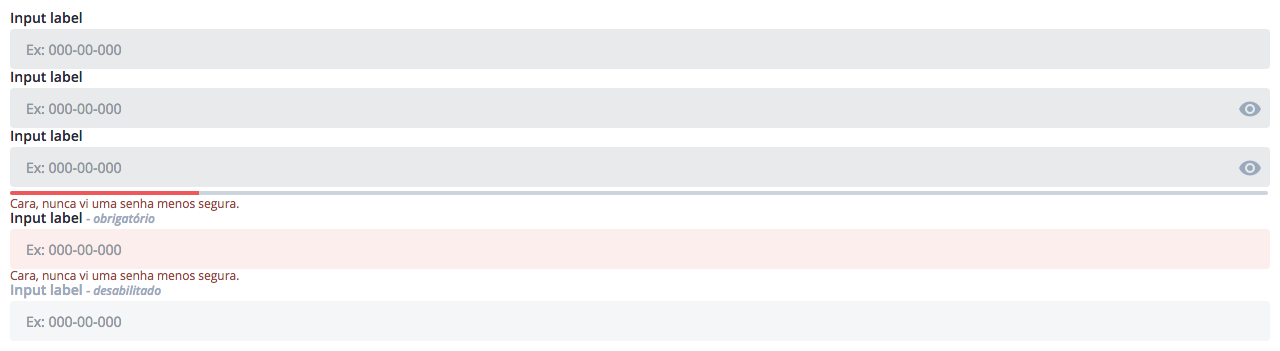 Input label
Ex: 000-00-000
Input label
Ex: 000-00-000
Input label
Ex: 000-00-000
Cara, nunca vi uma senha menos segura.
Input label - obrigatório
Ex: 000-00-000
Cara, nunca vi uma senha menos segura.
Input label - desabilitado
Ex: 000-00-000